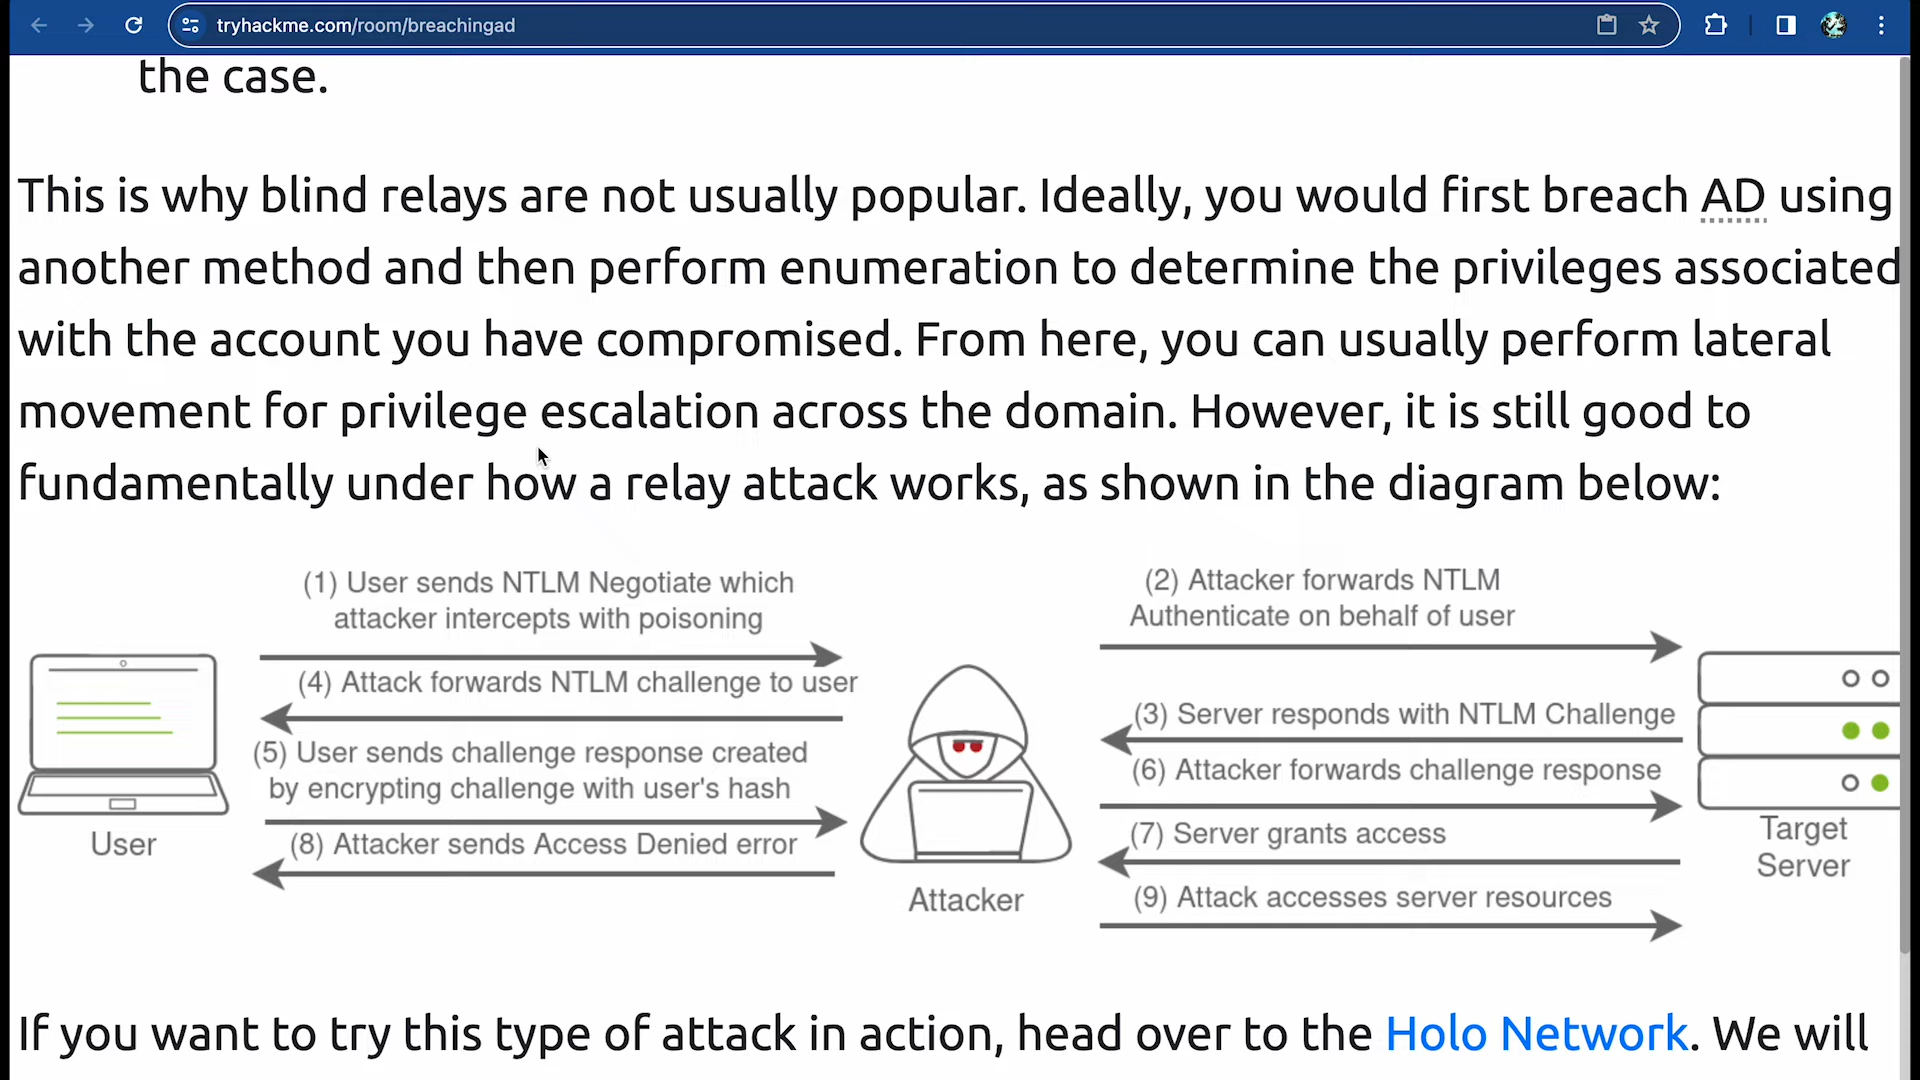 tryhackme.com/room/breachingad
the case.
This is why blind relays are not usually popular. Ideally, you would first breach AD using
another method and then perform enumeration to determine the privileges associated
with the account you have compromised. From here, you can usually perform lateral
movement for privilege escalation across the domain. However, it is still good to
fundamentally under how a relay attack works, as shown in the diagram below:
(1) User sends NTLM Negotiate which
attacker intercepts with poisoning
(2) Attacker forwards NTLM
Authenticate on behalf of user
(4) Attack forwards NTLM challenge to user
(3) Server responds with NTLM Challenge
(5) User sends challenge response created
by encrypting challenge with user's hash
(6) Attacker forwards challenge response
(7) Server grants access
(8) Attacker sends Access Denied error
(9) Attack accesses server resources
User
Attacker
Target
Server
If you want to try this type of attack in action, head over to the Holo Network. We will